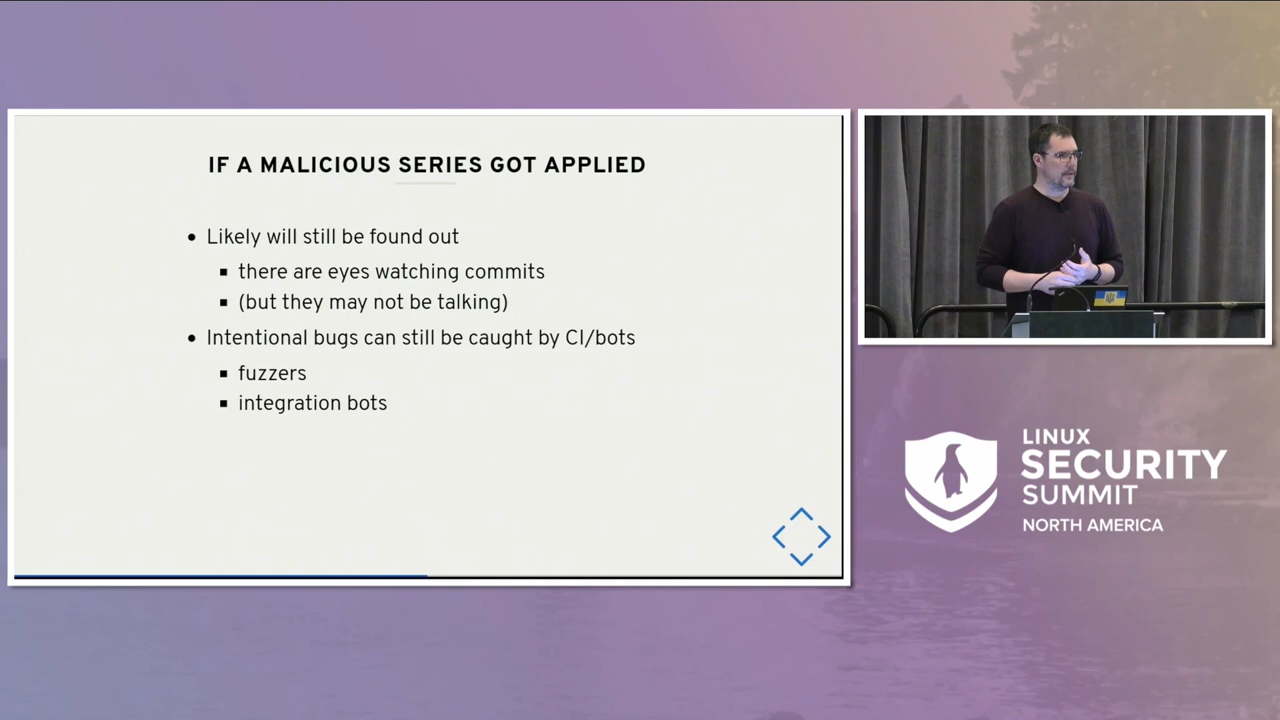 IF A MALICIOUS SERIES GOT APPLIED
Likely will still be found out
there are eyes watching commits
(but they may not be talking)
Intentional bugs can still be caught by CI/bots
fuzzers
integration bots
LINUX
SECURITY
SUMMIT
NORTH AMERICA